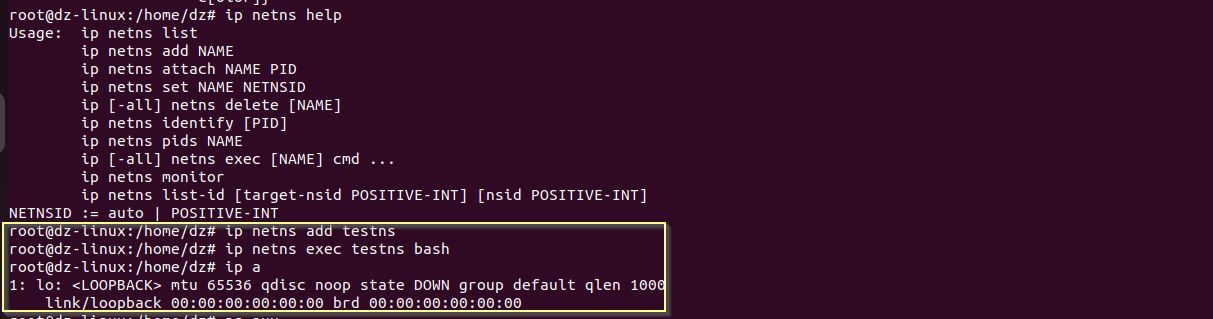 root@dz-linux:/home/dz# ip netns help
Usage:  ip netns list
        ip netns add NAME
        ip netns attach NAME PID
        ip netns set NAME NETNSID
        ip [-all] netns delete [NAME]
        ip netns identify [PID]
        ip netns pids NAME
        ip [-all] netns exec [NAME] cmd ...
        ip netns monitor
        ip netns list-id [target-nsid POSITIVE-INT] [nsid POSITIVE-INT]
NETNSID := auto | POSITIVE-INT
root@dz-linux:/home/dz# ip netns add testns
root@dz-linux:/home/dz# ip netns exec testns bash
root@dz-linux:/home/dz# ip a
1: lo: <LOOPBACK> mtu 65536 qdisc noop state DOWN group default qlen 1000
    link/loopback 00:00:00:00:00:00 brd 00:00:00:00:00:00